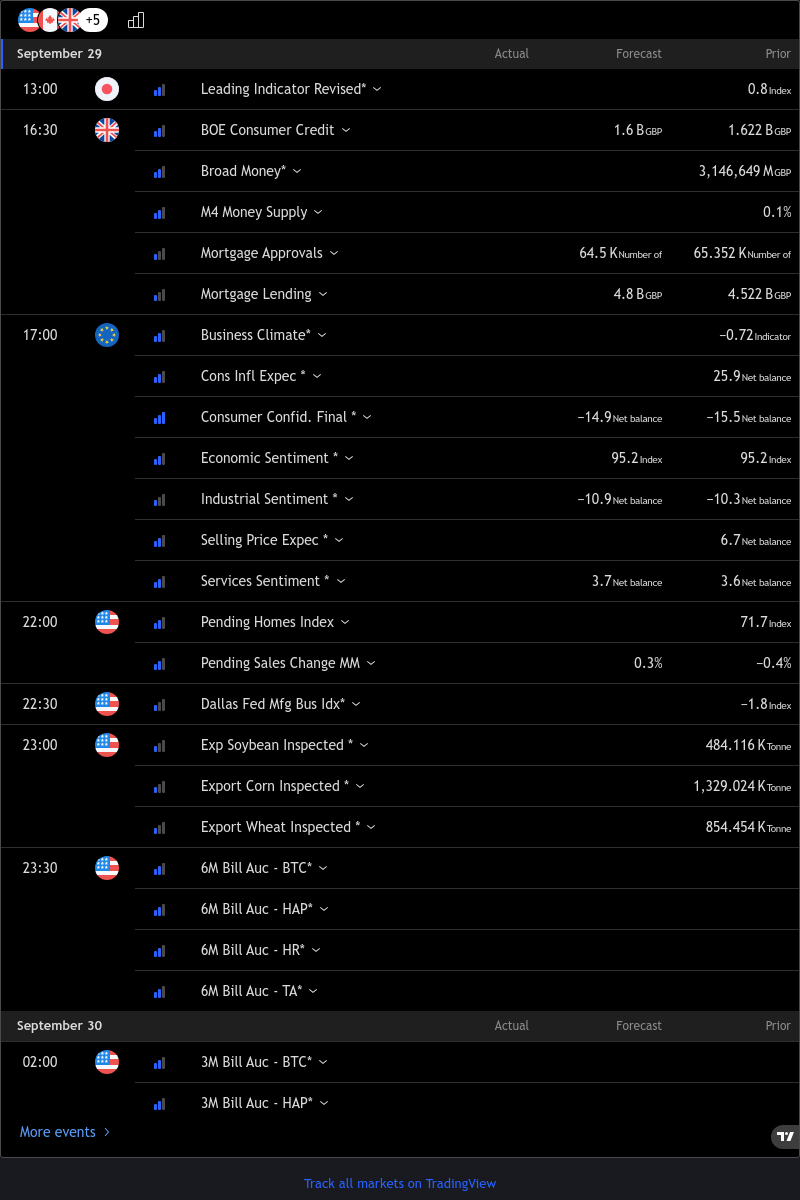 +5
September 29 Actual Forecast Prior
13:00 Leading Indicator Revised* 0.8 Index
16:30 BOE Consumer Credit 1.6 B GBP 1.622 B GBP
Broad Money* 3,146,649 M GBP
M4 Money Supply 0.1%
Mortgage Approvals 64.5 K Number of 65.352 K Number of
Mortgage Lending 4.8 B GBP 4.522 B GBP
17:00 Business Climate* −0.72 Indicator
Cons Infl Expec * 25.9 Net balance
Consumer Confid. Final * −14.9 Net balance −15.5 Net balance
Economic Sentiment * 95.2 Index 95.2 Index
Industrial Sentiment * −10.9 Net balance −10.3 Net balance
Selling Price Expec * 6.7 Net balance
Services Sentiment * 3.7 Net balance 3.6 Net balance
22:00 Pending Homes Index 71.7 Index
Pending Sales Change MM 0.3% −0.4%
22:30 Dallas Fed Mfg Bus Idx* −1.8 Index
23:00 Exp Soybean Inspected * 484.116 K Tonne
Export Corn Inspected * 1,329.024 K Tonne
Export Wheat Inspected * 854.454 K Tonne
23:30 6M Bill Auc - BTC*
6M Bill Auc - HAP*
6M Bill Auc - HR*
6M Bill Auc - TA*
September 30 Actual Forecast Prior
02:00 3M Bill Auc - BTC*
3M Bill Auc - HAP*
More events
Track all markets on TradingView